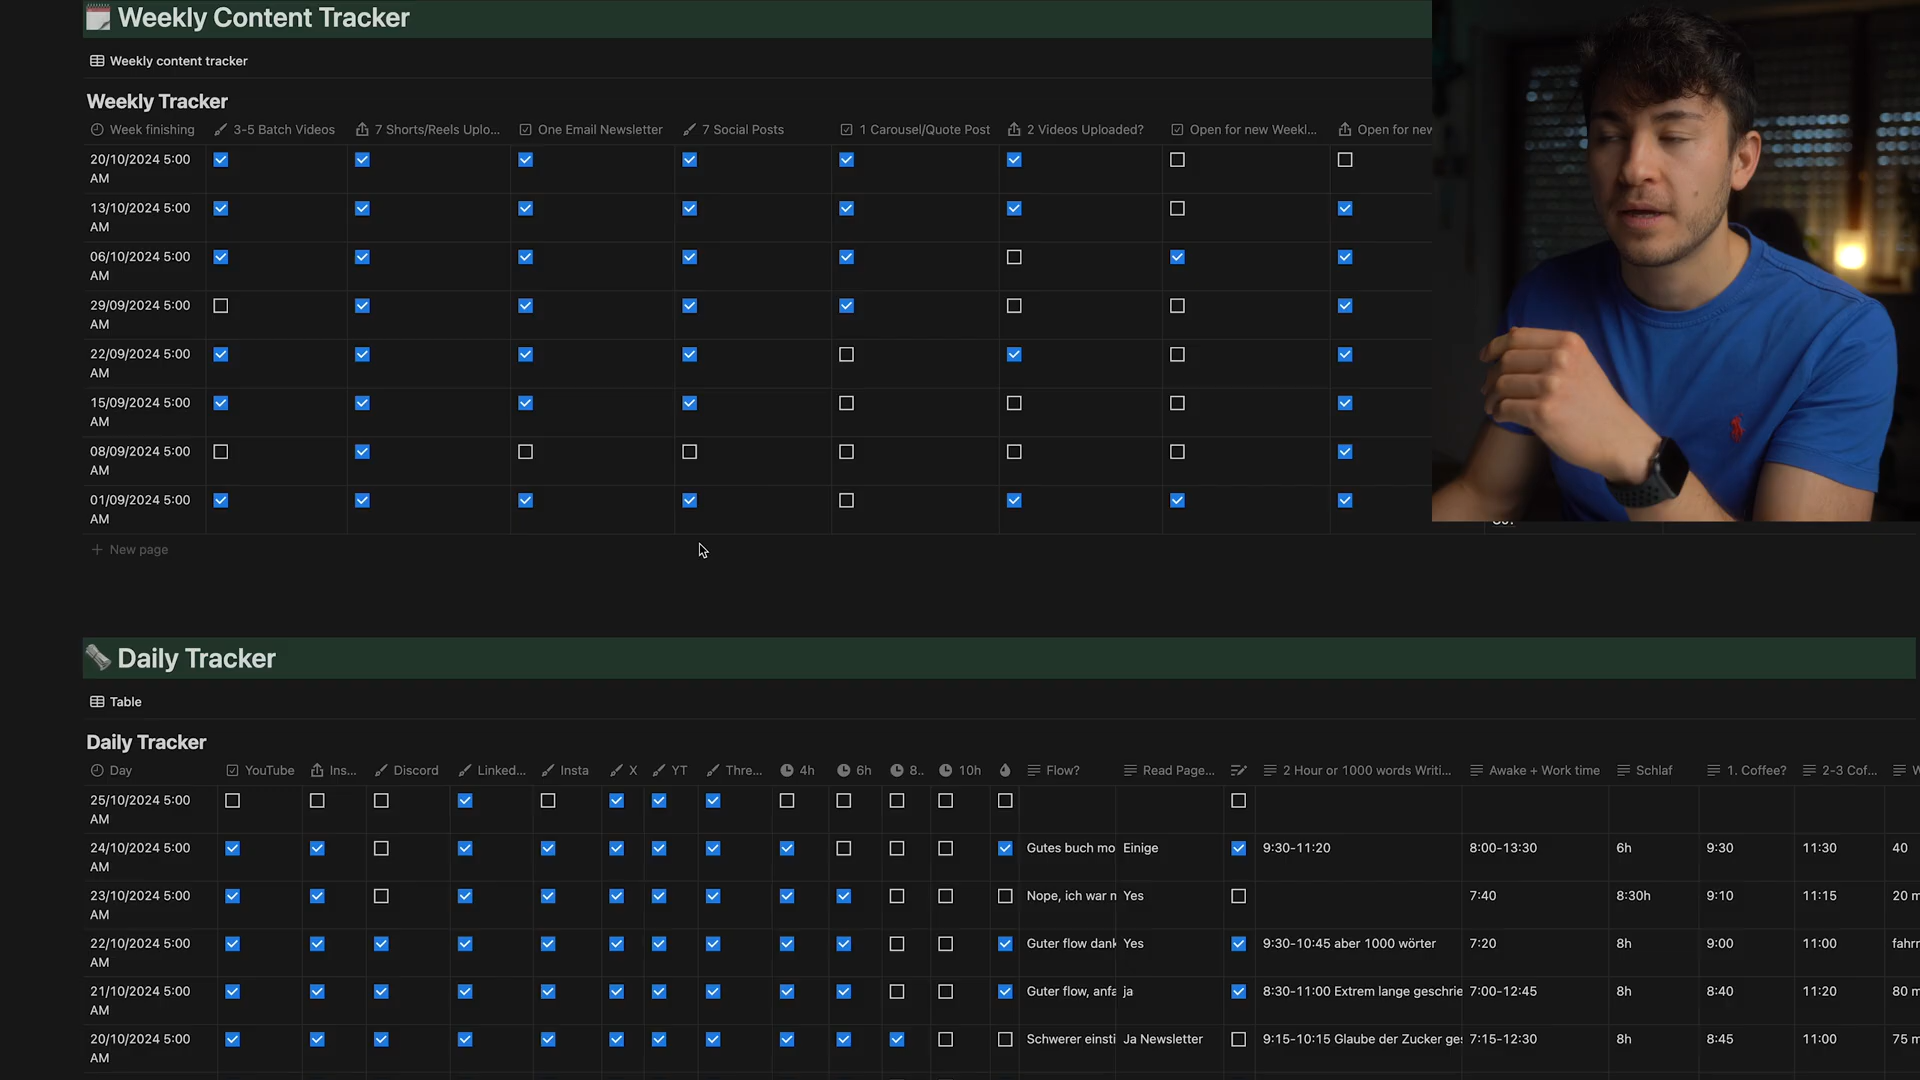 Weekly Content Tracker
Weekly content tracker
Weekly Tracker
Week finishing 3-5 Batch Videos 7 Shorts/Reels Uplo... One Email Newsletter 7 Social Posts 1 Carousel/Quote Post 2 Videos Uploaded? Open for new Weekl... Open for new
20/10/2024 5:00
AM
13/10/2024 5:00
AM
06/10/2024 5:00
AM
29/09/2024 5:00
AM
22/09/2024 5:00
AM
15/09/2024 5:00
AM
08/09/2024 5:00
AM
01/09/2024 5:00
AM
New page
Daily Tracker
Table
Daily Tracker
Day YouTube Ins... Discord Linked... Insta X YT Thre... 4h 6h 8.. 10h Flow? Read Page... 2 Hour or 1000 words Writi... Awake + Work time Schlaf 1. Coffee? 2-3 Cof...
25/10/2024 5:00
AM
24/10/2024 5:00 Gutes buch mo Einige 9:30-11:20 8:00-13:30 6h 9:30 11:30 40
AM
23/10/2024 5:00 Nope, ich war Yes 7:40 8:30h 9:10 11:15 20
AM
22/10/2024 5:00 Guter flow dank Yes 9:30-10:45 aber 1000 wörter 7:20 8h 9:00 11:00 fahr
AM
21/10/2024 5:00 Guter flow, anfa ja 8:30-11:00 Extrem lange geschrie 7:00-12:45 8h 8:40 11:20 80
AM
20/10/2024 5:00 Schwerer einsti Ja Newsletter 9:15-10:15 Glaube der Zucker ge 7:15-12:30 8h 8:45 11:00 75
AM